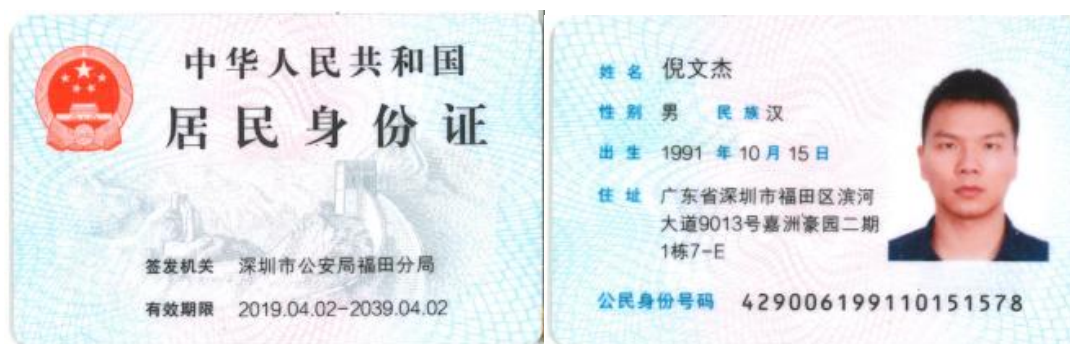 中华人民共和国
居民身份证
签发机关 深圳市公安局福田分局
有效期限 2019.04.02-2039.04.02
姓名 倪文杰
性别 男 民族 汉
出生 1991 年 10 月 15 日
住址 广东省深圳市福田区滨河
大道9013号嘉洲豪园二期
1栋7-E
公民身份号码 429006199110151578